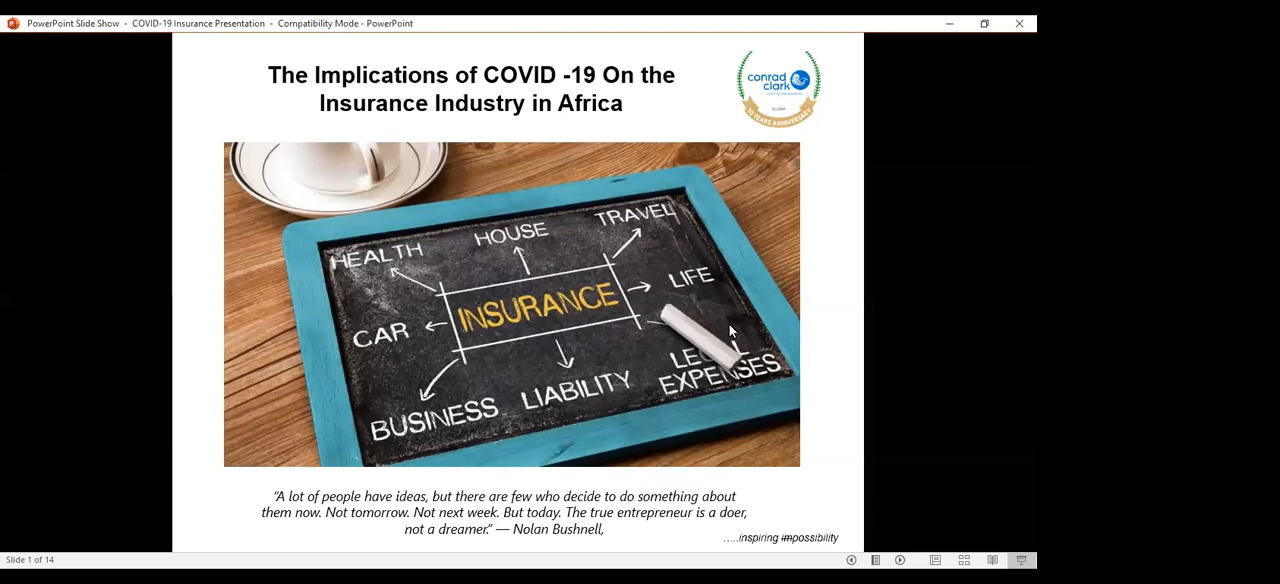 PowerPoint Slide Show - COVID-19 Insurance Presentation - Compatibility Mode - PowerPoint
The Implications of COVID -19 On the
Insurance Industry in Africa
conrad
clark
10 YEARS ANNIVERSARY
HEALTH
HOUSE
TRAVEL
LIFE
INSURANCE
CAR
BUSINESS
LIABILITY
EXPENSES
“A lot of people have ideas, but there are few who decide to do something about
them now. Not tomorrow. Not next week. But today. The true entrepreneur is a doer,
not a dreamer.” — Nolan Bushnell,
.....inspiring impossibility
Slide 1 of 14